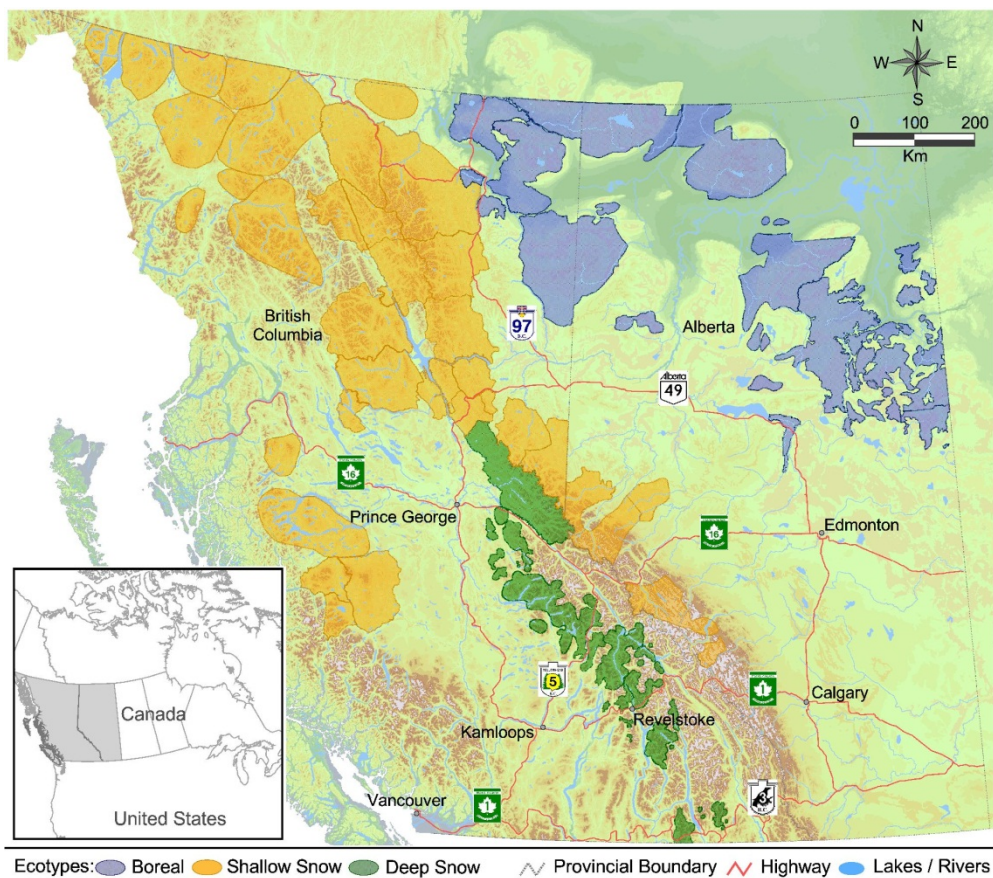 N
W E
S
0 100 200
Km
British
Columbia
97
B.C.
Alberta
Alberta
49
16
Prince George
16
Edmonton
5
1
Calgary
Revelstoke
Kamloops
3
B.C.
Vancouver
1
Canada
United States
Ecotypes: Boreal Shallow Snow Deep Snow Provincial Boundary Highway Lakes / Rivers